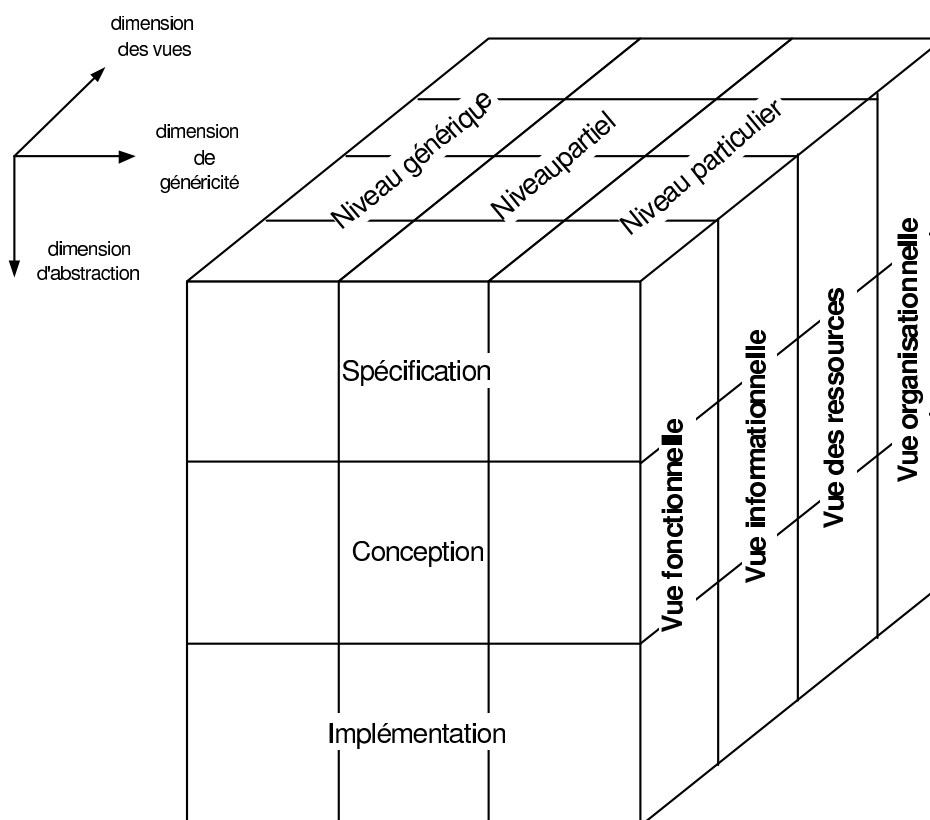 dimension
des vues
dimension
de
généricité
dimension
d'abstraction
Niveau générique
Niveaupartiel
Niveau particulier
Spécification
Conception
Implémentation
Vue fonctionnelle
Vue informationnelle
Vue des ressources
Vue organisationnelle